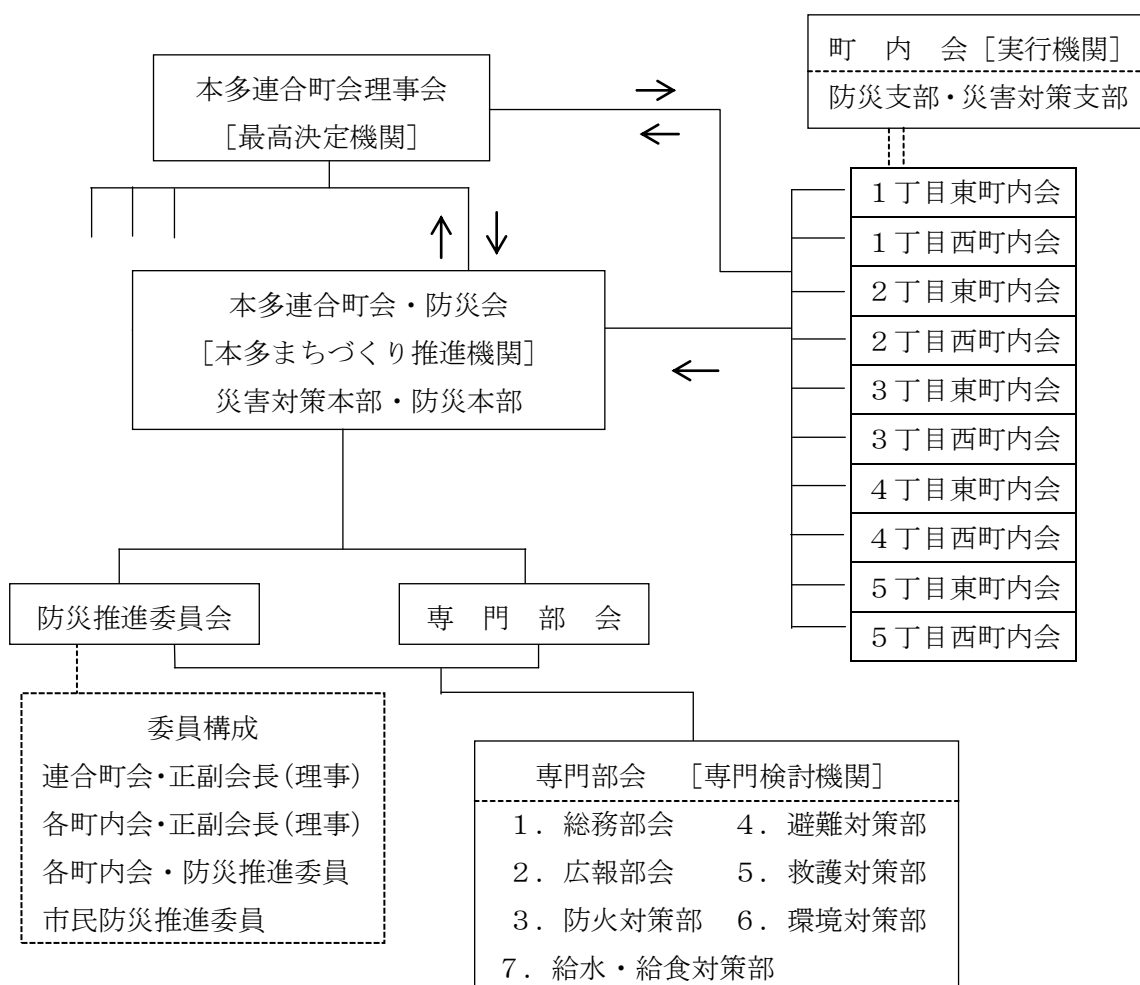 本多連合町会理事会
［最高決定機関］
町　内　会［実行機関］
防災支部・災害対策支部
１丁目東町内会
１丁目西町内会
２丁目東町内会
２丁目西町内会
３丁目東町内会
３丁目西町内会
４丁目東町内会
４丁目西町内会
５丁目東町内会
５丁目西町内会
本多連合町会・防災会
［本多まちづくり推進機関］
災害対策本部・防災本部
防災推進委員会
専　門　部　会
委員構成
連合町会・正副会長(理事)
各町内会・正副会長(理事)
各町内会・防災推進委員
市民防災推進委員
専門部会　［専門検討機関］
１．総務部会　４．避難対策部
２．広報部会　５．救護対策部
３．防火対策部　６．環境対策部
７．給水・給食対策部